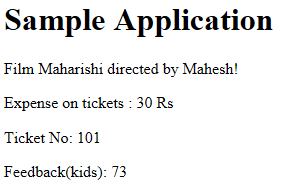 Sample Application
Film Maharishi directed by Mahesh!
Expense on tickets : 30 Rs
Ticket No: 101
Feedback(kids): 73